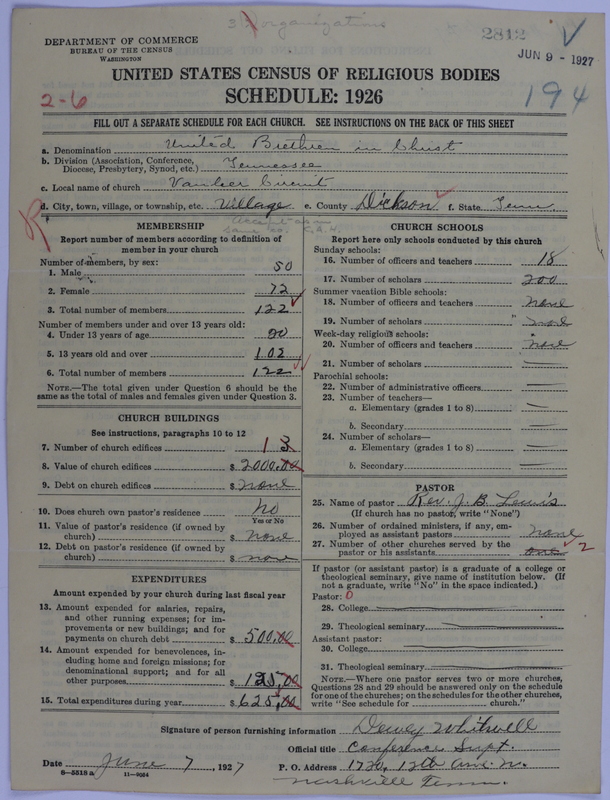 3 organizations
2812
DEPARTMENT OF COMMERCE
BUREAU OF THE CENSUS
WASHINGTON
JUN 9 - 1927
UNITED STATES CENSUS OF RELIGIOUS BODIES
SCHEDULE: 1926
2-6
194
FILL OUT A SEPARATE SCHEDULE FOR EACH CHURCH. SEE INSTRUCTIONS ON THE BACK OF THIS SHEET
a. Denomination United Brethren in Christ
b. Division (Association, Conference, Diocese, Presbytery, Synod, etc.) Tennessee
c. Local name of church Vanleer Circuit
d. City, town, village, or township, etc. Village e. County Dickson f. State Tenn
MEMBERSHIP
Report number of members according to definition of
member in your church
Number of members, by sex:
1. Male 50
2. Female 72
3. Total number of members 122
Number of members under and over 13 years old:
4. Under 13 years of age 20
5. 13 years old and over 102
6. Total number of members 122
NOTE.—The total given under Question 6 should be the
same as the total of males and females given under Question 3.
CHURCH BUILDINGS
See instructions, paragraphs 10 to 12
7. Number of church edifices 1 3
8. Value of church edifices $ 2000.00
9. Debt on church edifices $ none
10. Does church own pastor's residence no
Yes or No
11. Value of pastor's residence (if owned by
church) $ none
12. Debt on pastor's residence (if owned by
church) $ none
EXPENDITURES
Amount expended by your church during last fiscal year
13. Amount expended for salaries, repairs,
and other running expenses; for im-
provements or new buildings; and for
payments on church debt $ 500.00
14. Amount expended for benevolences, in-
cluding home and foreign missions; for
denominational support; and for all
other purposes $ 125.00
15. Total expenditures during year $ 625.00
CHURCH SCHOOLS
Report here only schools conducted by this church
Sunday schools:
16. Number of officers and teachers 18
17. Number of scholars 200
Summer vacation Bible schools:
18. Number of officers and teachers none
19. Number of scholars " none
Week-day religious schools:
20. Number of officers and teachers none
21. Number of scholars
Parochial schools:
22. Number of administrative officers
23. Number of teachers—
a. Elementary (grades 1 to 8)
b. Secondary
24. Number of scholars—
a. Elementary (grades 1 to 8)
b. Secondary
PASTOR
25. Name of pastor Rev. J. B. Lewis
(If church has no pastor, write "None")
26. Number of ordained ministers, if any, em-
ployed as assistant pastors none
27. Number of other churches served by the
pastor or his assistants one 2
If pastor (or assistant pastor) is a graduate of a college or
theological seminary, give name of institution below. (If
not a graduate, write "No" in the space indicated.)
Pastor: 0
28. College
29. Theological seminary
Assistant pastor:
30. College
31. Theological seminary
NOTE.—Where one pastor serves two or more churches,
Questions 28 and 29 should be answered only on the schedule
for one of the churches; on the schedules for the other churches,
write "See schedule for ______ church."
Signature of person furnishing information Dewey Whitwell
Official title Conference Supt.
Date June 7, 1927
P. O. Address 1720, 12th Ave. N.
Nashville Tenn.
8—5518 a 11—9084